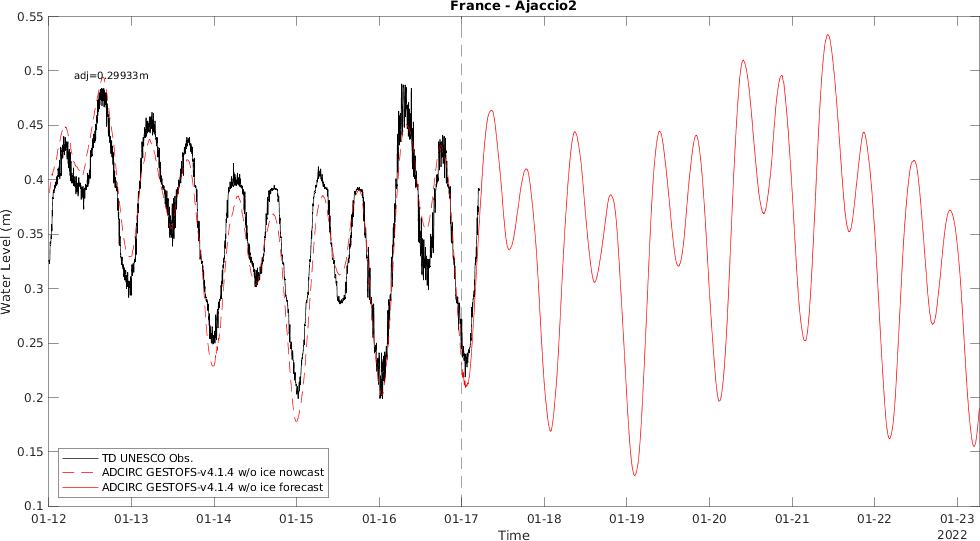 France - Ajaccio2
0.55
0.5
0.45
0.4
0.35
0.3
0.25
0.2
0.15
0.1
Water Level (m)
adj=0.29933m
TD UNESCO Obs.
ADCIRC GESTOFS-v4.1.4 w/o ice nowcast
ADCIRC GESTOFS-v4.1.4 w/o ice forecast
01-12 01-13 01-14 01-15 01-16 01-17 01-18 01-19 01-20 01-21 01-22 01-23
Time
2022